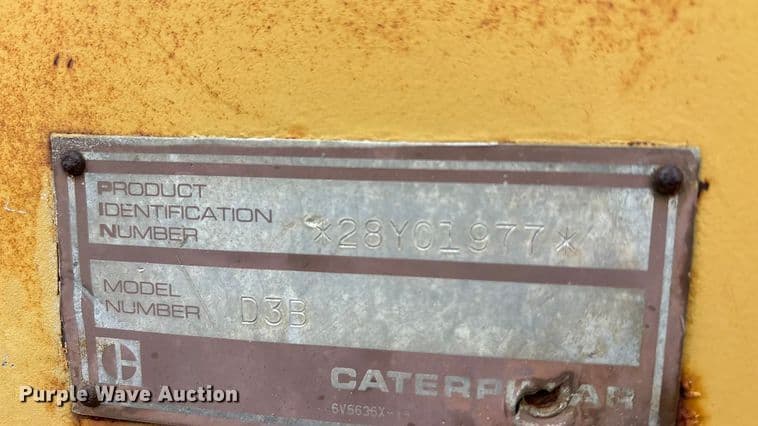 PRODUCT
IDENTIFICATION
NUMBER *28YC1977*
MODEL
NUMBER D3B
C
CATERPILLAR
Purple Wave Auction